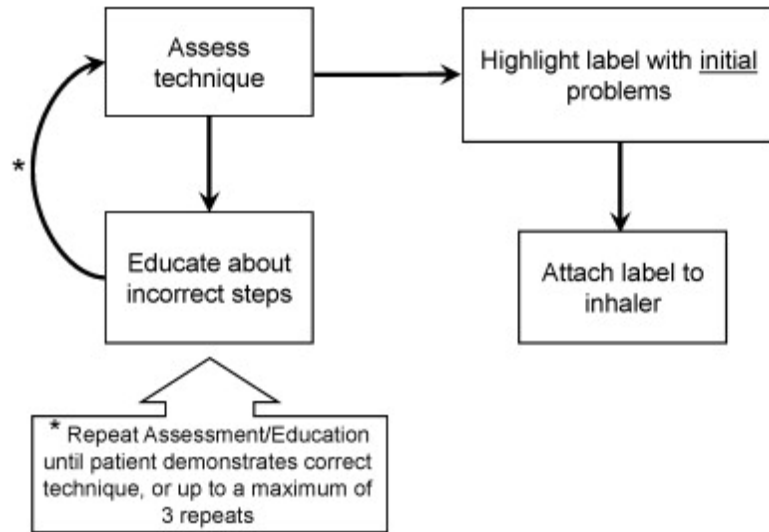 Assess
technique
Highlight label with initial
problems
*
Educate about
incorrect steps
Attach label to
inhaler
* Repeat Assessment/Education
until patient demonstrates correct
technique, or up to a maximum of
3 repeats